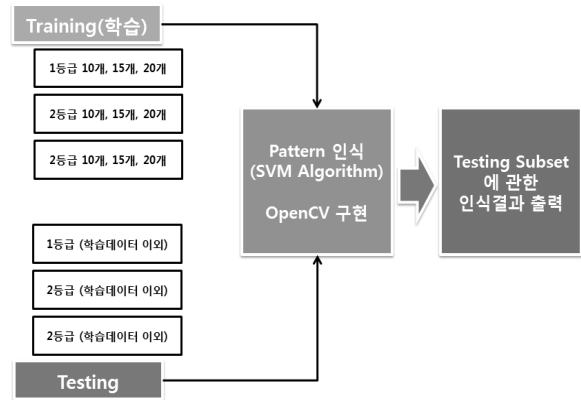 Training(학습)
1등급 10개, 15개, 20개
2등급 10개, 15개, 20개
2등급 10개, 15개, 20개
Pattern 인식
(SVM Algorithm)
OpenCV 구현
Testing Subset
에 관한
인식결과 출력
1등급 (학습데이터 이외)
2등급 (학습데이터 이외)
2등급 (학습데이터 이외)
Testing